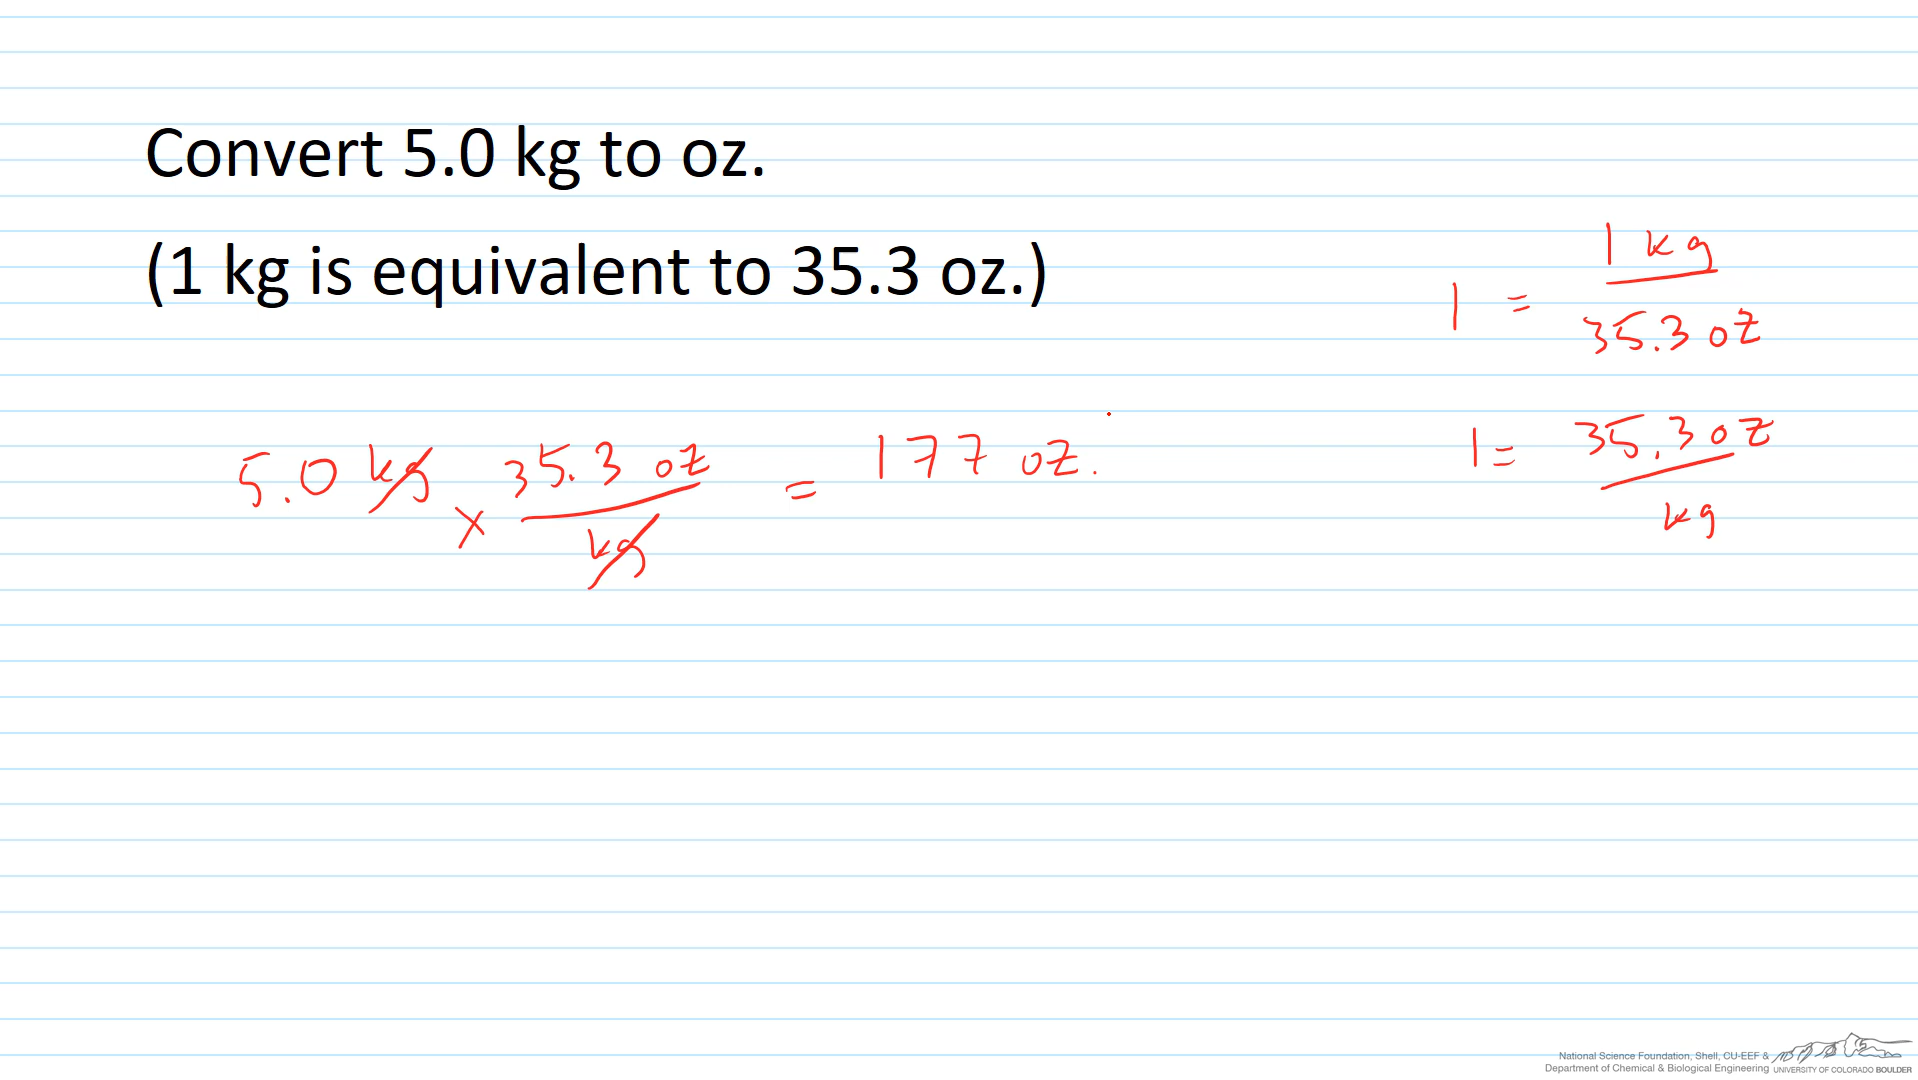 Convert 5.0 kg to oz.
(1 kg is equivalent to 35.3 oz.)
1 = 1 kg / 35.3 oz
1 = 35.3 oz / kg
5.0 kg x 35.3 oz / kg = 177 oz.
National Science Foundation, Shell, CU-EEF &
Department of Chemical & Biological Engineering
UNIVERSITY OF COLORADO BOULDER